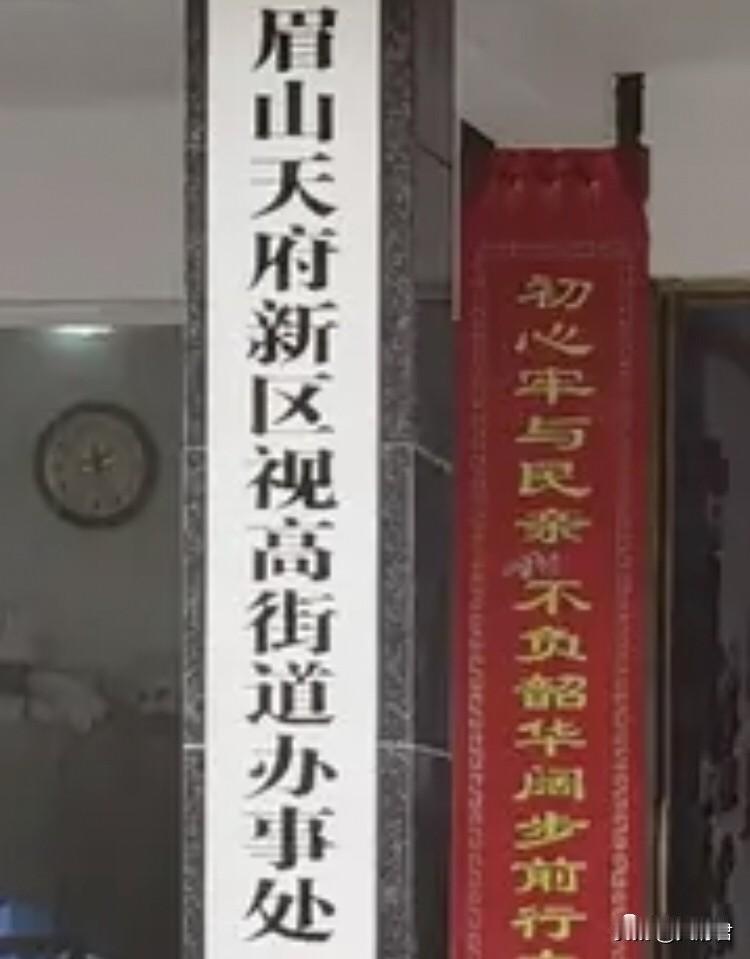 眉山天府新区视高街道办事处
初心牢与民亲 不负韶华阔步前行